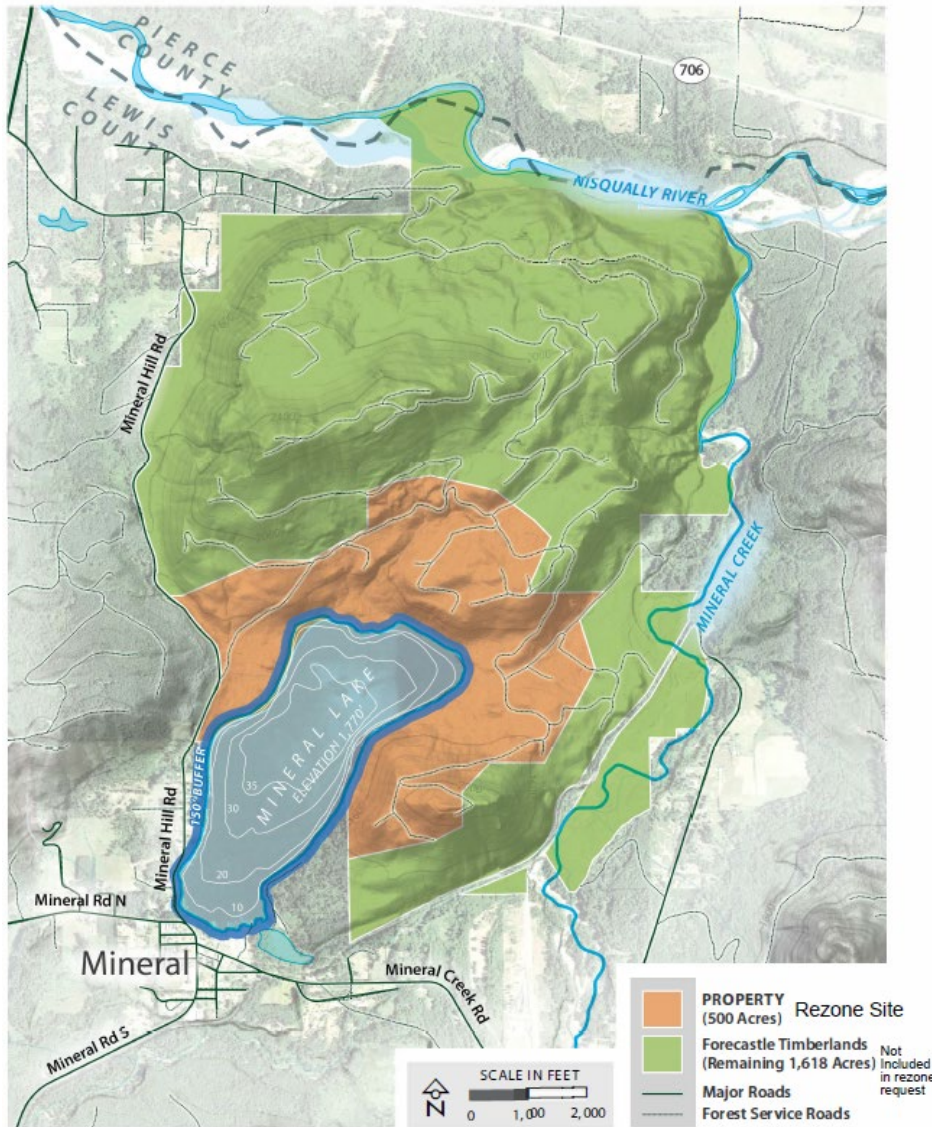 PIERCE
COUNTY
LEWIS
COUNT
706
NISQUALLY RIVER
Mineral Hill Rd
MINERAL CREEK
MINERAL LAKE
ELEVATION 1,770'
150' BUFFER
35
30
20
10
Mineral Hill Rd
Mineral Rd N
Mineral
Mineral Creek Rd
Mineral Rd S
N
SCALE IN FEET
0 1,000 2,000
PROPERTY
(500 Acres) Rezone Site
Forecastle Timberlands
(Remaining 1,618 Acres)
Not
Included
in rezone
request
Major Roads
Forest Service Roads